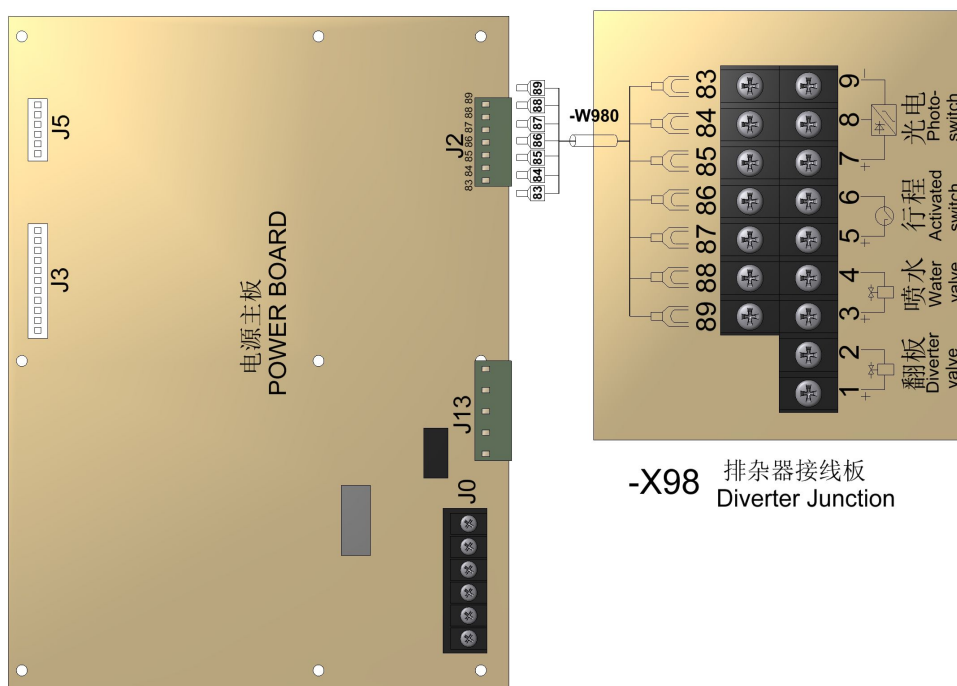 J5
J3
电源主板
POWER BOARD
J2
83 84 85 86 87 88 89
J13
J0
89
88
87
86
85
84
83
-W980
83
84
85
86
87
88
89
9
8
7
6
5
4
3
2
1
−
+
+
+
+
光电
Photo-
switch
行程
Activated
switch
喷水
Water
valve
翻板
Diverter
valve
-X98
排杂器接线板
Diverter Junction